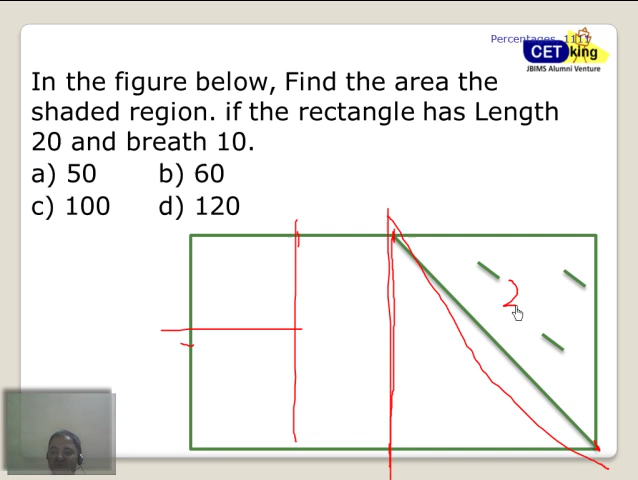 Percentages 1111
CET king
JBIMS Alumni Venture
In the figure below, Find the area the
shaded region. if the rectangle has Length
20 and breath 10.
a) 50 b) 60
c) 100 d) 120
2